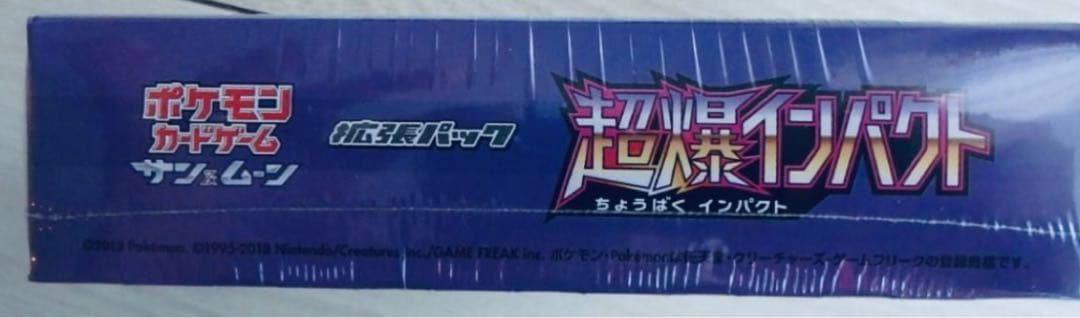 ポケモン
カードゲーム
サン&ムーン
拡張パック
超爆インパクト
ちょうばく インパクト
©2018 Pokémon. ©1995-2018 Nintendo/Creatures Inc./GAME FREAK inc. ポケモン・Pokémonは任天堂・クリーチャーズ・ゲームフリークの登録商標です。